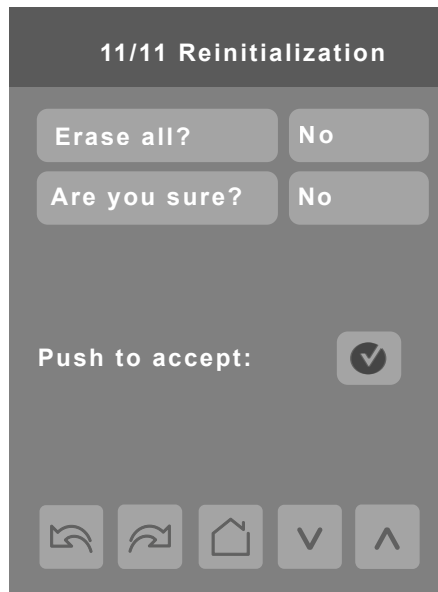 11/11 Reinitialization
Erase all? No
Are you sure? No
Push to accept: